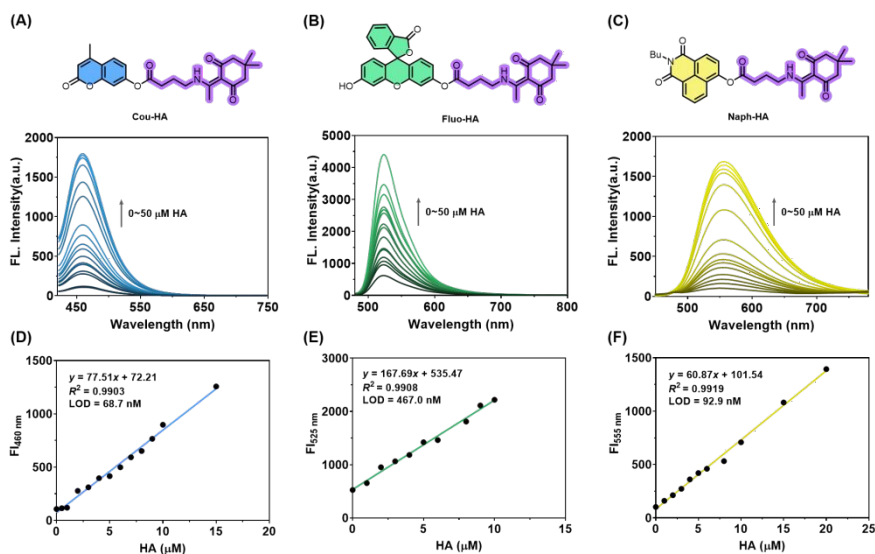 (A)
(B)
(C)
O
O
O
O
N
H
O
O
Cou-HA
O
O
HO
O
O
O
N
H
O
O
Fluo-HA
Bu
N
O
O
O
O
N
H
O
O
Naph-HA
FL. Intensity(a.u.)
2000
1500
1000
500
0
450
550
650
750
Wavelength (nm)
0~50 μM HA
FL. Intensity(a.u.)
5000
4000
3000
2000
1000
0
500
600
700
800
Wavelength (nm)
0~50 μM HA
FL. Intensity(a.u.)
2000
1500
1000
500
0
500
600
700
Wavelength (nm)
0~50 μM HA
(D)
(E)
(F)
FI460 nm
1500
1000
500
0
0
5
10
15
20
HA (μM)
y = 77.51x + 72.21
R² = 0.9903
LOD = 68.7 nM
FI525 nm
3000
2000
1000
0
0
5
10
15
HA (μM)
y = 167.69x + 535.47
R² = 0.9908
LOD = 467.0 nM
FI555 nm
1500
1000
500
0
0
5
10
15
20
25
HA (μM)
y = 60.87x + 101.54
R² = 0.9919
LOD = 92.9 nM